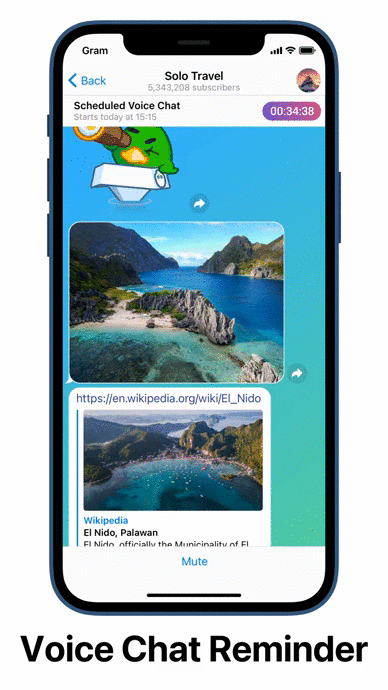 Gram
Back
Solo Travel
5,343,208 subscribers
Scheduled Voice Chat
Starts today at 15:15
00:34:38
https://en.wikipedia.org/wiki/El_Nido
Wikipedia
El Nido, Palawan
El Nido, officially the Municipality of El
Mute
Voice Chat Reminder